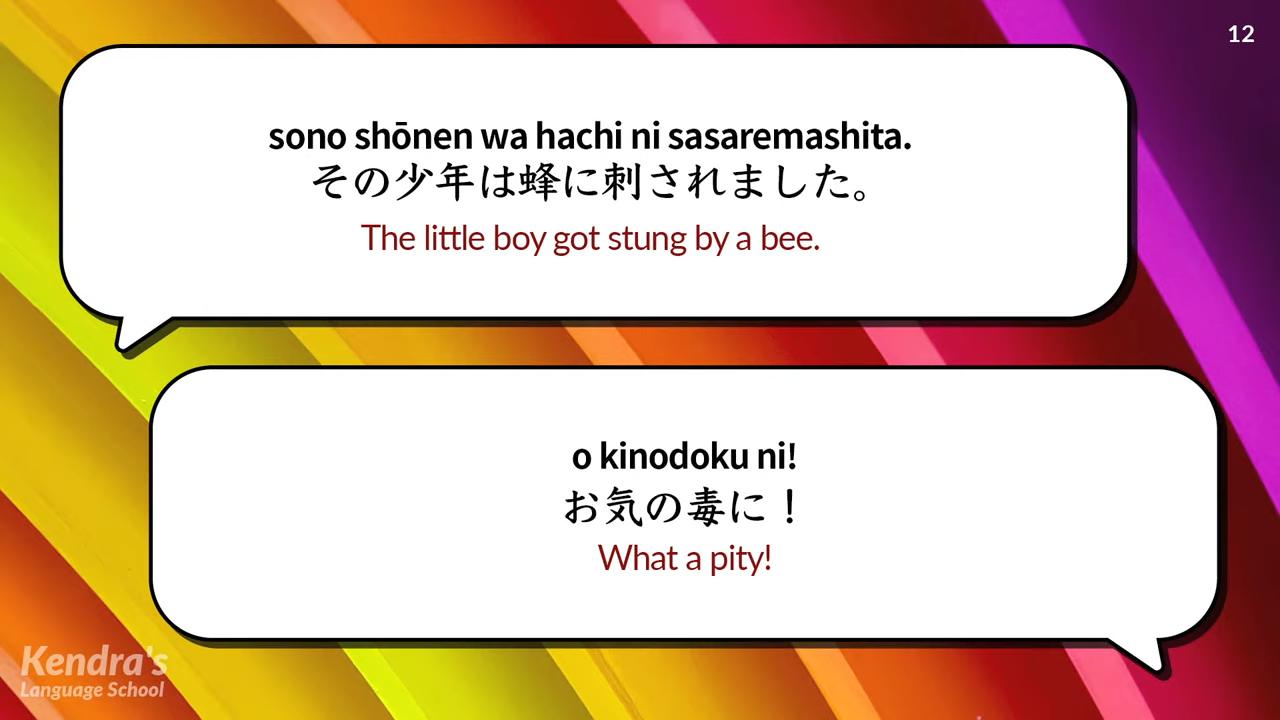 12
sono shōnen wa hachi ni sasaremashita.
その少年は蜂に刺されました。
The little boy got stung by a bee.
o kinodoku ni!
お気の毒に！
What a pity!
Kendra's
Language School